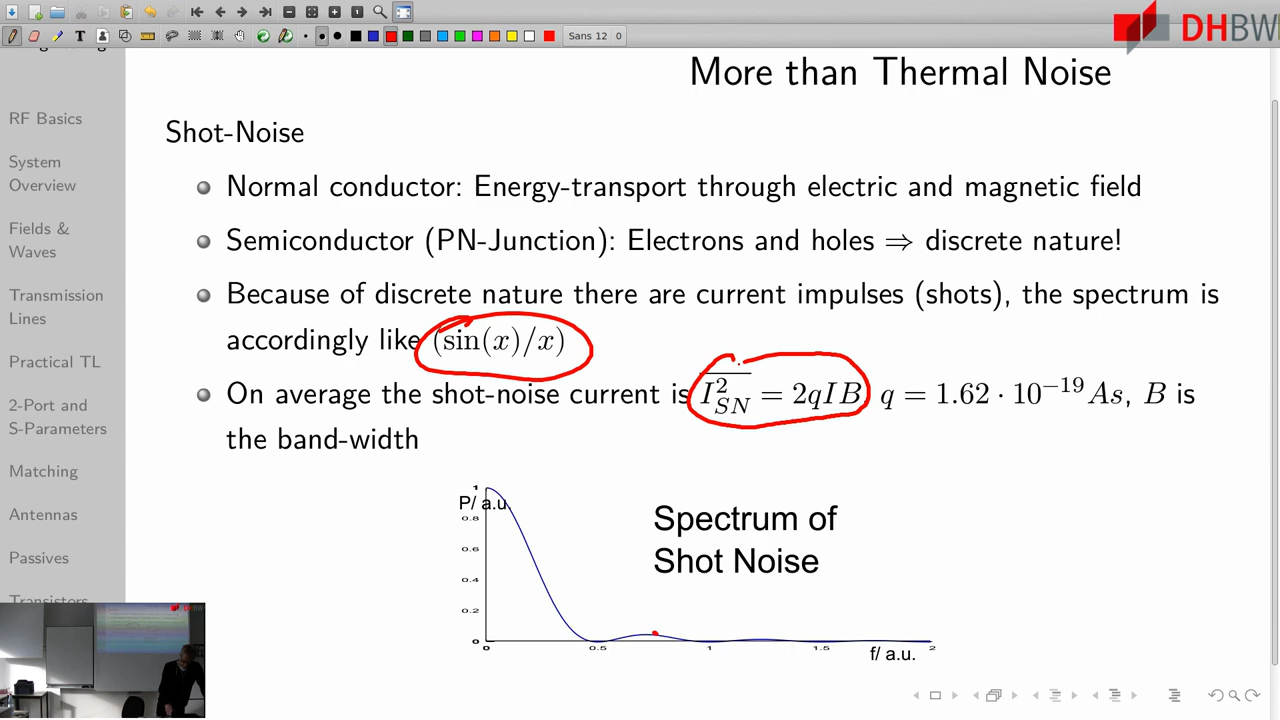 Sans 12 0
DHBW
More than Thermal Noise
RF Basics
System
Overview
Fields &
Waves
Transmission
Lines
Practical TL
2-Port and
S-Parameters
Matching
Antennas
Passives
Transistors
Shot-Noise
Normal conductor: Energy-transport through electric and magnetic field
Semiconductor (PN-Junction): Electrons and holes ⇒ discrete nature!
Because of discrete nature there are current impulses (shots), the spectrum is
accordingly like (sin(x)/x)
On average the shot-noise current is \overline{I_{SN}^2} = 2qIB, q = 1.62 · 10^{-19} As, B is
the band-width
P/ a.u.
1
0.8
0.6
0.4
0.2
0
0 0.5 1 1.5 2
f/ a.u.
Spectrum of
Shot Noise